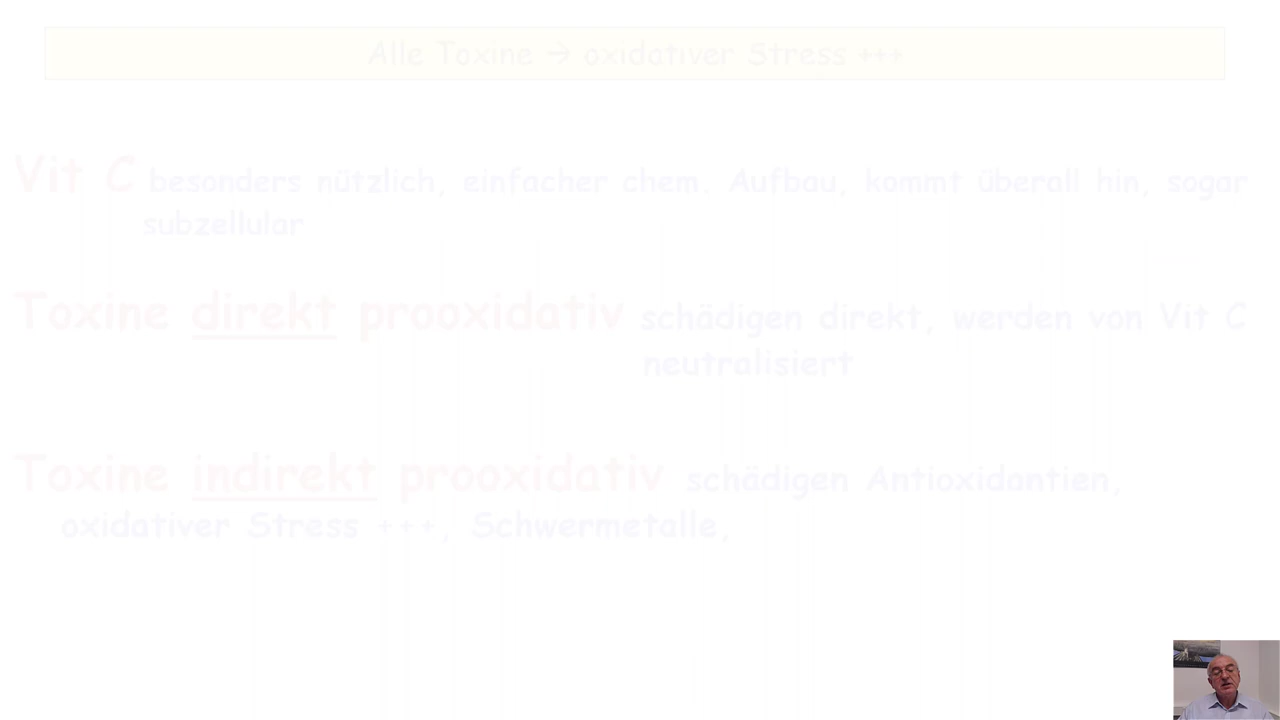 Alle Toxine → oxidativer Stress +++
Vit C besonders nützlich, einfacher chem. Aufbau, kommt überall hin, sogar
subzellular
Toxine direkt prooxidativ schädigen direkt, werden von Vit C
neutralisiert
Toxine indirekt prooxidativ schädigen Antioxidantien,
oxidativer Stress +++, Schwermetalle,